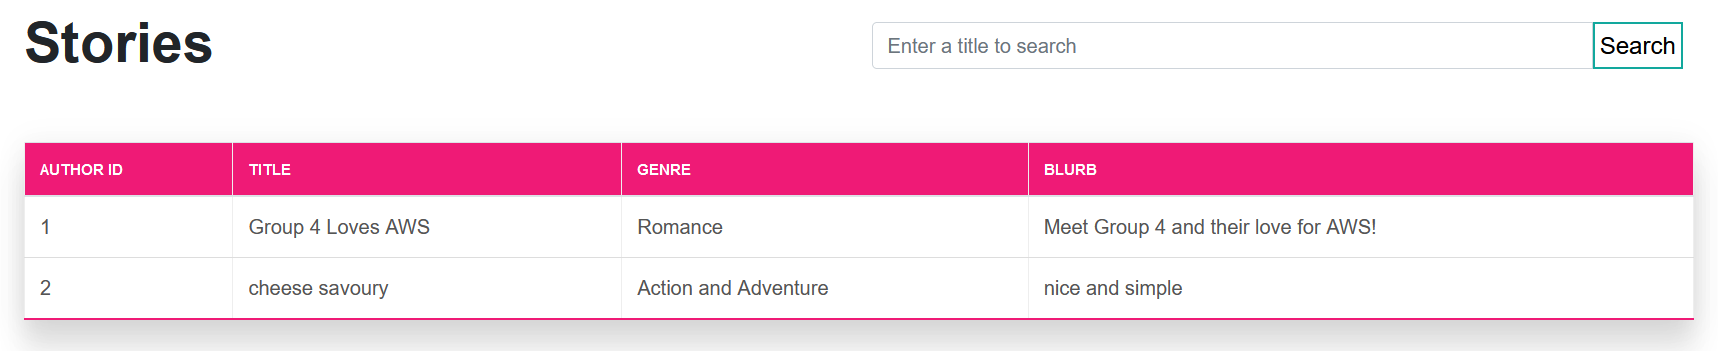 Stories
Enter a title to search
Search
AUTHOR ID TITLE GENRE BLURB
1 Group 4 Loves AWS Romance Meet Group 4 and their love for AWS!
2 cheese savoury Action and Adventure nice and simple